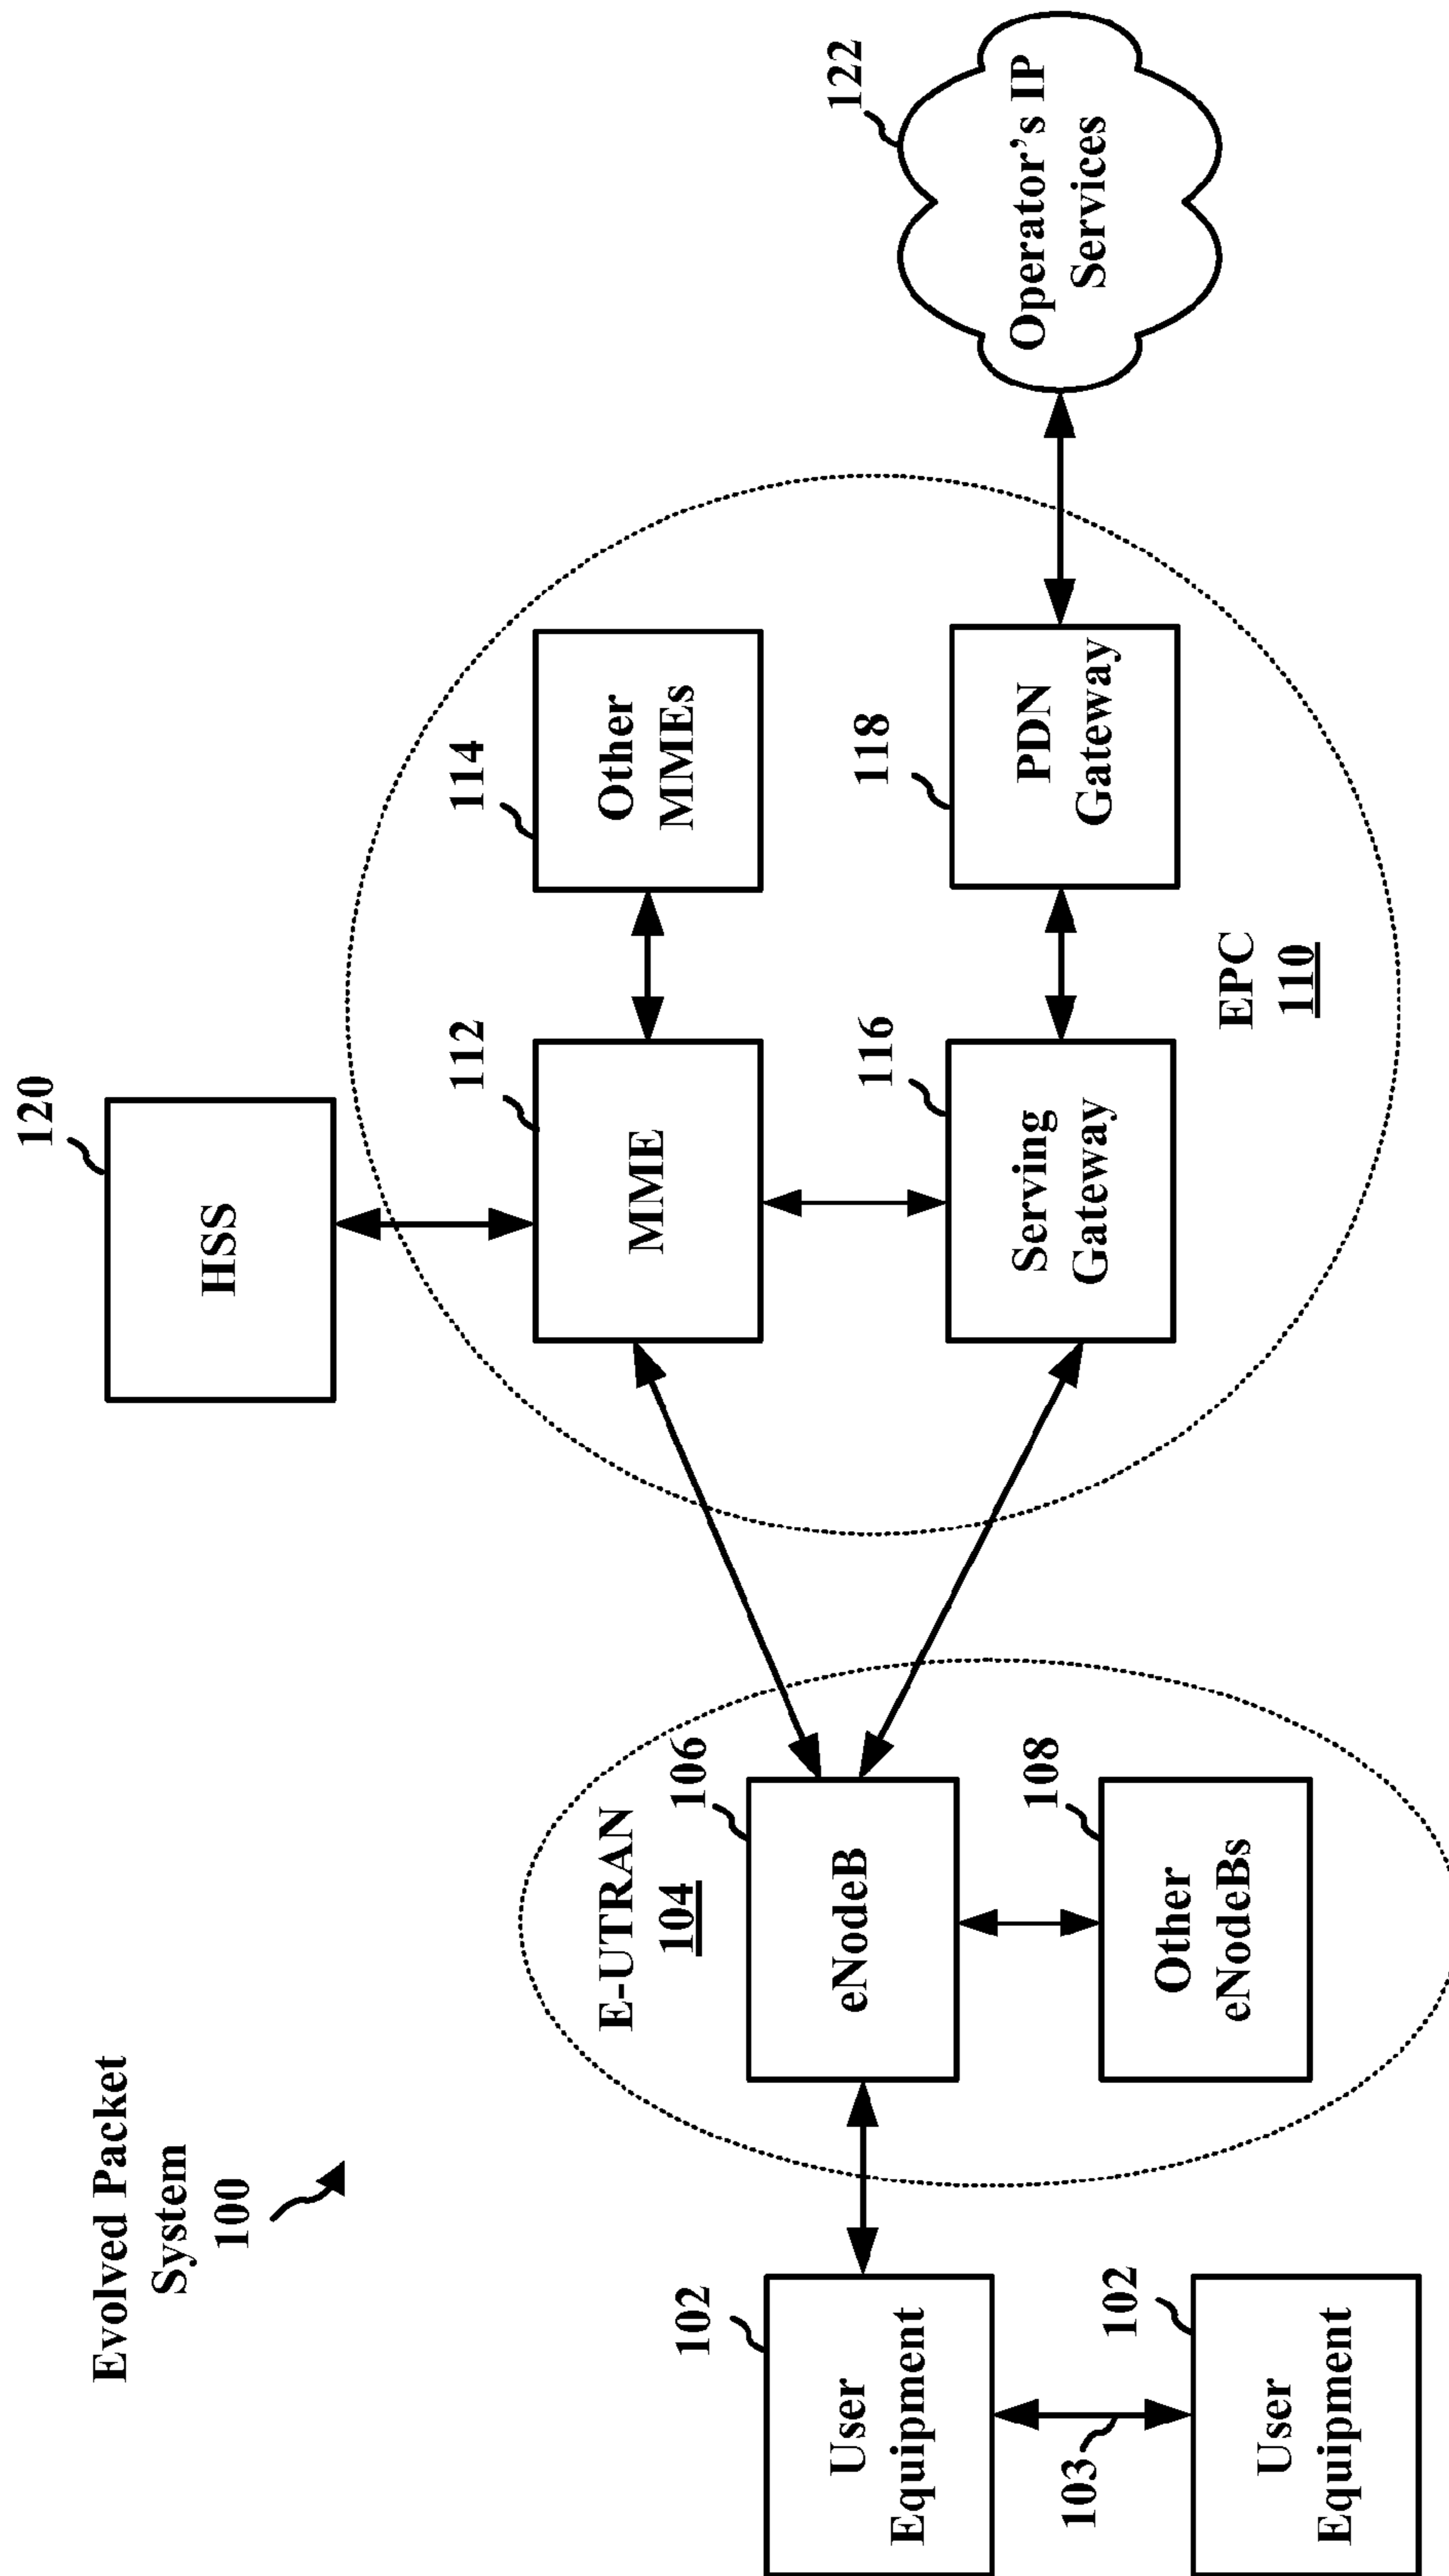 Evolved Packet
System
100
120
HSS
E-UTRAN
104
106
eNodeB
108
Other
eNodeBs
102
User
Equipment
103
102
User
Equipment
112
MME
114
Other
MMEs
116
Serving
Gateway
118
PDN
Gateway
EPC
110
122
Operator's IP
Services